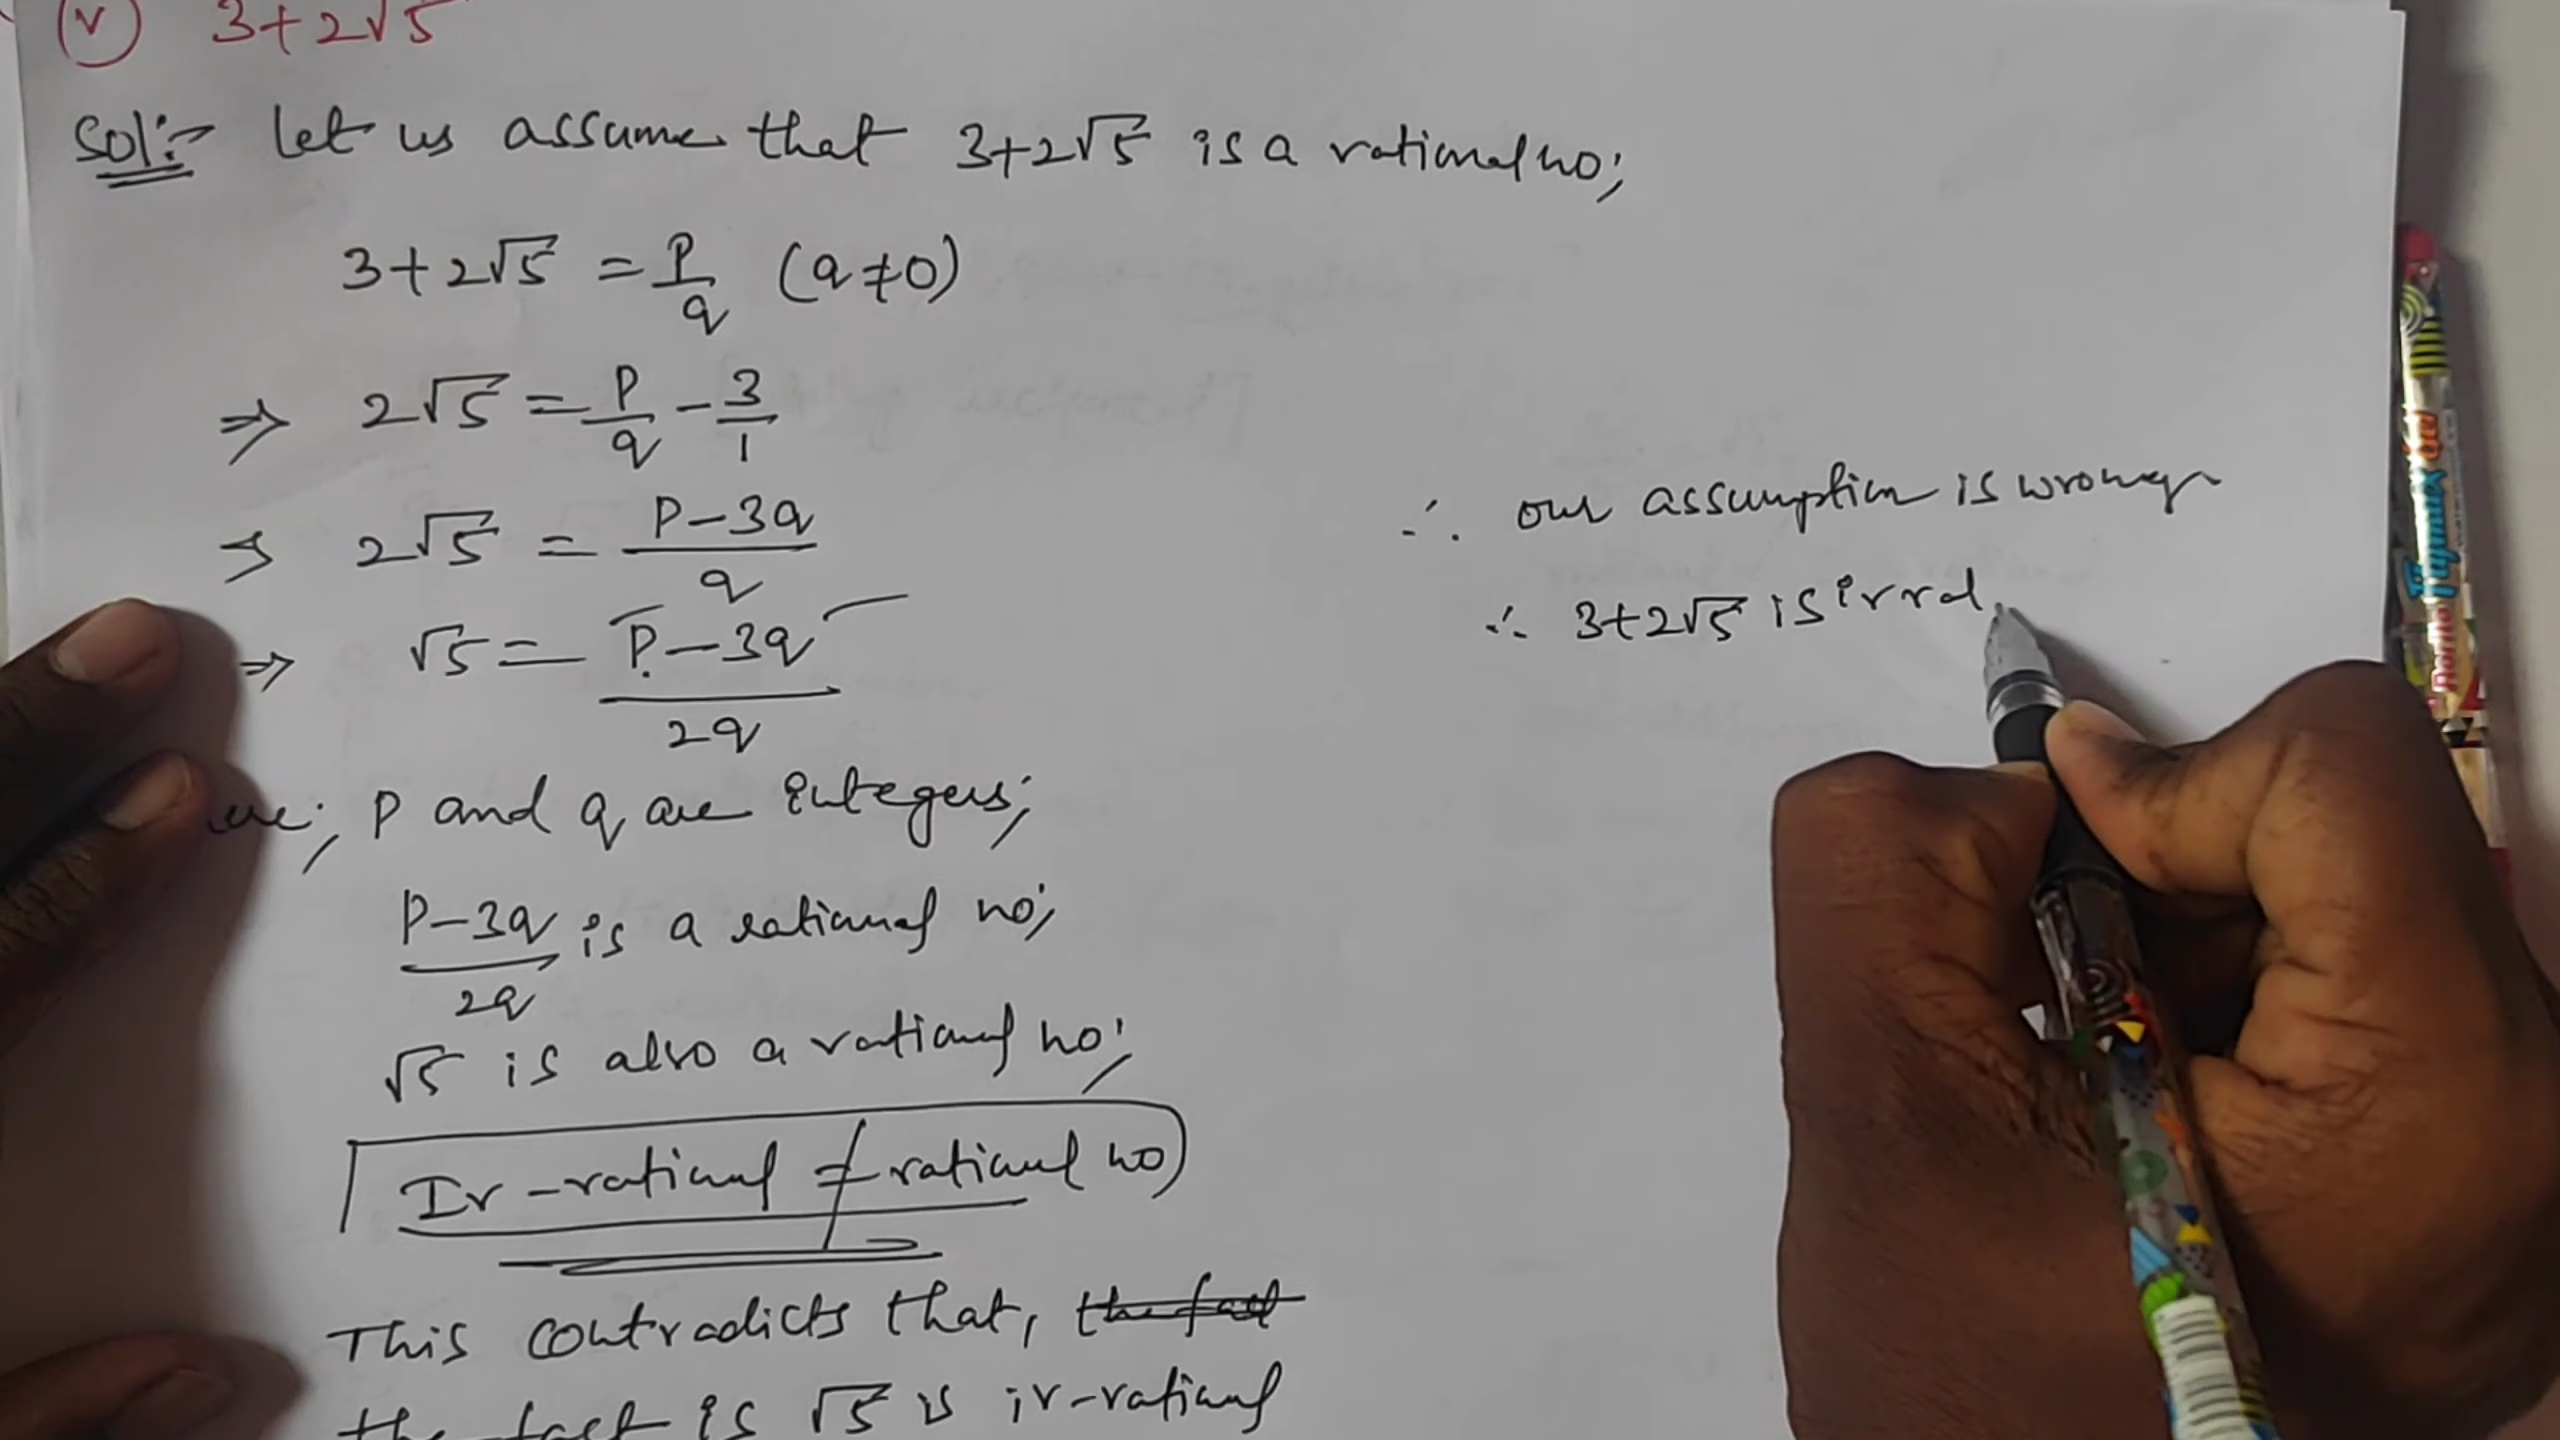 (v) 3+2√5
Sol:- Let us assume that 3+2√5 is a rational no;
3+2√5 = P/q (q≠0)
⇒ 2√5 = P/q - 3/1
⇒ 2√5 = P-3q/q
⇒ √5 = P-3q/2q
P and q are integers;
P-3q/2q is a rational no;
√5 is also a rational no;
Ir-rational ≠ rational no
This contradicts that, the fact
the fact is √5 is ir-rational
∴ our assumption is wrong
∴ 3+2√5 is irrat